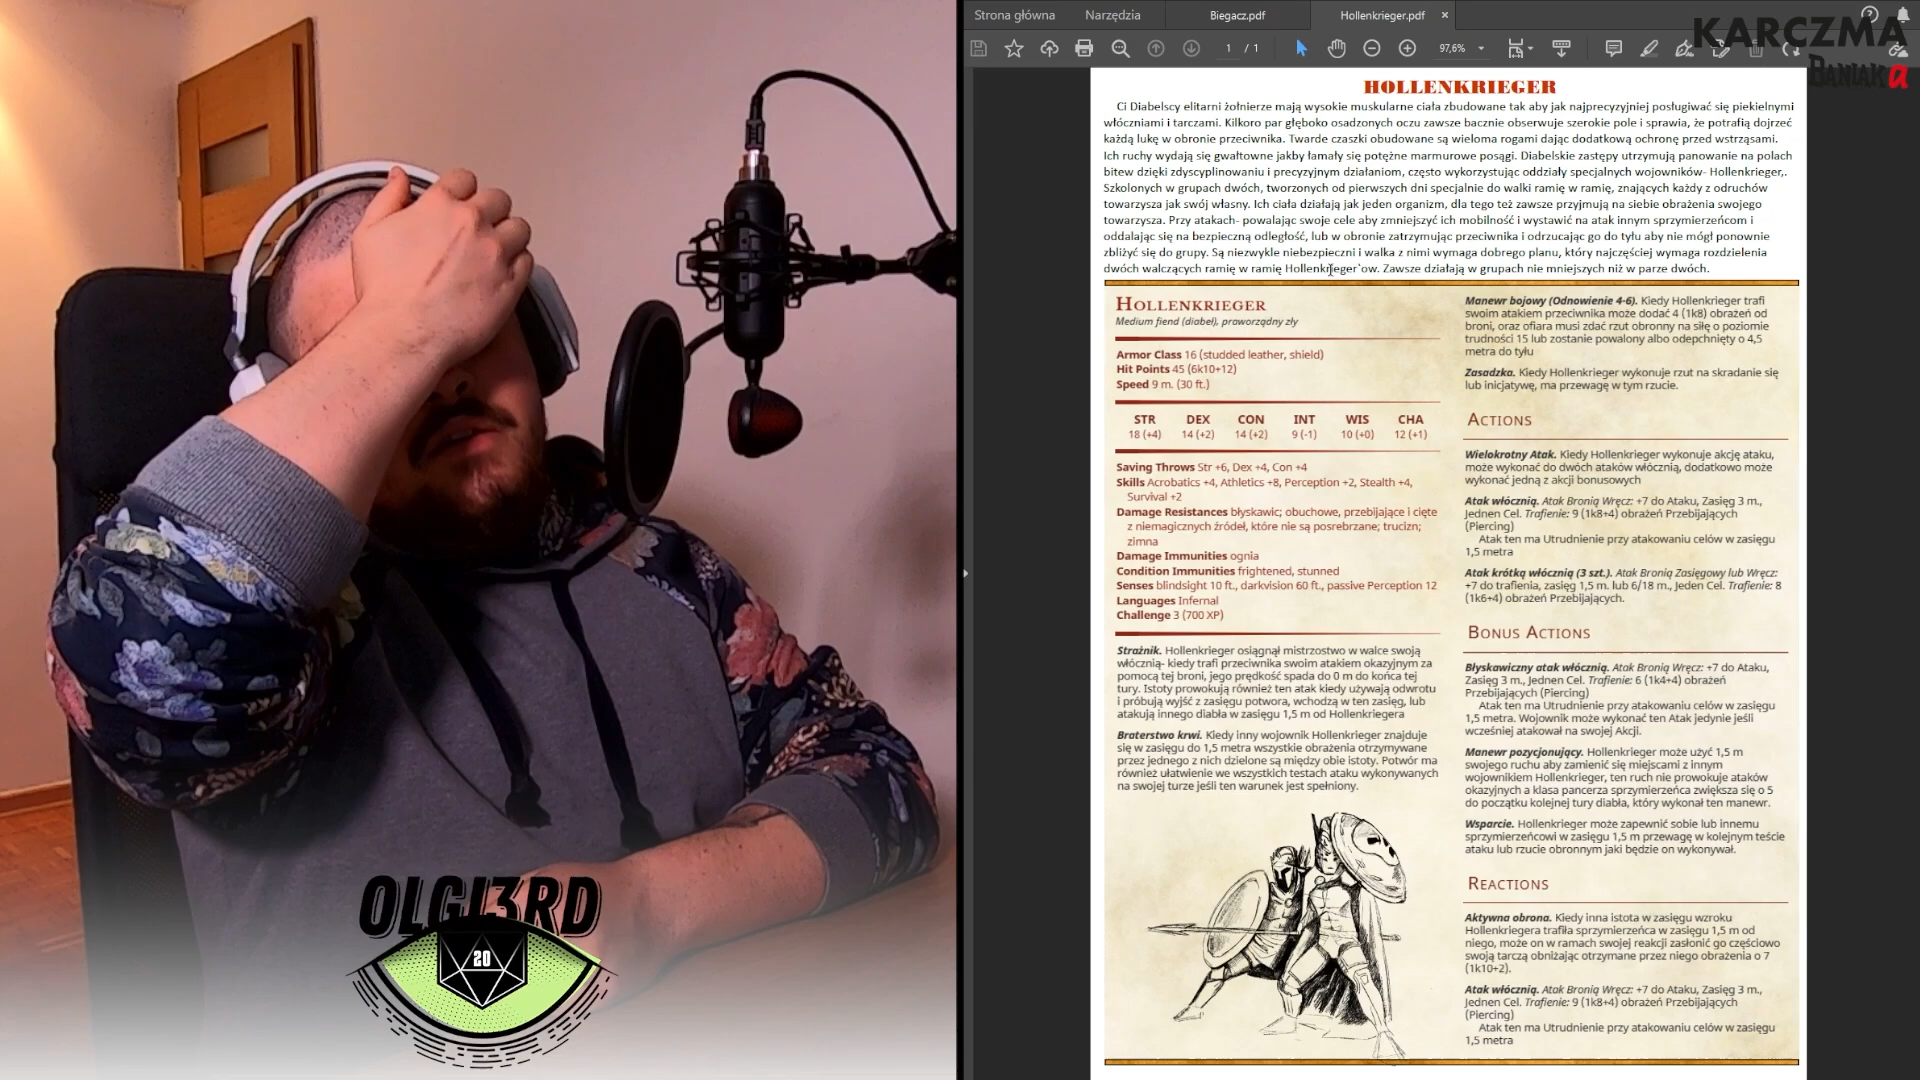 Strona główna
Narzędzia
Biegacz.pdf
Hollenkrieger.pdf
KARCZMA
BANIAKA
1 / 1
97,6%
HOLLENKRIEGER
Ci Diabelscy elitarni żołnierze mają wysokie muskularne ciała zbudowane tak aby jak najprecyzyjniej posługiwać się piekielnymi
włóczniami i tarczami. Kilkoro par głęboko osadzonych oczu zawsze bacznie obserwuje szerokie pole i sprawia, że potrafią dojrzeć
każdą lukę w obronie przeciwnika. Twarde czaszki obudowane są wieloma rogami dając dodatkową ochronę przed wstrząsami.
Ich ruchy wydają się gwałtowne jakby łamały się potężne marmurowe posągi. Diabelskie zastępy utrzymują panowanie na polach
bitew dzięki zdyscyplinowaniu i precyzyjnym działaniom, często wykorzystując oddziały specjalnych wojowników- Hollenkrieger,.
Szkolonych w grupach dwóch, tworzonych od pierwszych dni specjalnie do walki ramię w ramię, znających każdy z odruchów
towarzysza jak swój własny. Ich ciała działają jak jeden organizm, dla tego też zawsze przyjmują na siebie obrażenia swojego
towarzysza. Przy atakach- powalając swoje cele aby zmniejszyć ich mobilność i wystawić na atak innym sprzymierzeńcom i
oddalając się na bezpieczną odległość, lub w obronie zatrzymując przeciwnika i odrzucając go do tyłu aby nie mógł ponownie
zbliżyć się do grupy. Są niezwykle niebezpieczni i walka z nimi wymaga dobrego planu, który najczęściej wymaga rozdzielenia
dwóch walczących ramię w ramię Hollenkrieger`ow. Zawsze działają w grupach nie mniejszych niż w parze dwóch.
HOLLENKRIEGER
Medium fiend (diabeł), praworządny zły
Armor Class 16 (studded leather, shield)
Hit Points 45 (6k10+12)
Speed 9 m. (30 ft.)
STR DEX CON INT WIS CHA
18 (+4) 14 (+2) 14 (+2) 9 (-1) 10 (+0) 12 (+1)
Saving Throws Str +6, Dex +4, Con +4
Skills Acrobatics +4, Athletics +8, Perception +2, Stealth +4,
Survival +2
Damage Resistances błyskawic; obuchowe, przebijające i cięte
z niemagicznych źródeł, które nie są posrebrzane; trucizn;
zimna
Damage Immunities ognia
Condition Immunities frightened, stunned
Senses blindsight 10 ft., darkvision 60 ft., passive Perception 12
Languages Infernal
Challenge 3 (700 XP)
Strażnik. Hollenkrieger osiągnął mistrzostwo w walce swoją
włócznią- kiedy trafi przeciwnika swoim atakiem okazyjnym za
pomocą tej broni, jego prędkość spada do 0 m do końca tej
tury. Istoty prowokują również ten atak kiedy używają odwrotu
i próbują wyjść z zasięgu potwora, wchodzą w ten zasięg, lub
atakują innego diabła w zasięgu 1,5 m od Hollenkriegera
Braterstwo krwi. Kiedy inny wojownik Hollenkrieger znajduje
się w zasięgu do 1,5 metra wszystkie obrażenia otrzymywane
przez jednego z nich dzielone są między obie istoty. Potwór ma
również ułatwienie we wszystkich testach ataku wykonywanych
na swojej turze jeśli ten warunek jest spełniony.
Manewr bojowy (Odnowienie 4-6). Kiedy Hollenkrieger trafi
swoim atakiem przeciwnika może dodać 4 (1k8) obrażeń od
broni, oraz ofiara musi zdać rzut obronny na siłę o poziomie
trudności 15 lub zostanie powalony albo odepchnięty o 4,5
metra do tyłu
Zasadzka. Kiedy Hollenkrieger wykonuje rzut na skradanie się
lub inicjatywę, ma przewagę w tym rzucie.
ACTIONS
Wielokrotny Atak. Kiedy Hollenkrieger wykonuje akcję ataku,
może wykonać do dwóch ataków włócznią, dodatkowo może
wykonać jedną z akcji bonusowych
Atak włócznią. Atak Bronią Wręcz: +7 do Ataku, Zasięg 3 m.,
Jednen Cel. Trafienie: 9 (1k8+4) obrażeń Przebijających
(Piercing)
Atak ten ma Utrudnienie przy atakowaniu celów w zasięgu
1,5 metra
Atak krótką włócznią (3 szt.). Atak Bronią Zasięgową lub Wręcz:
+7 do trafienia, zasięg 1,5 m. lub 6/18 m., Jeden Cel. Trafienie: 8
(1k6+4) obrażeń Przebijających.
BONUS ACTIONS
Błyskawiczny atak włócznią. Atak Bronią Wręcz: +7 do Ataku,
Zasięg 3 m., Jednen Cel. Trafienie: 6 (1k4+4) obrażeń
Przebijających (Piercing)
Atak ten ma Utrudnienie przy atakowaniu celów w zasięgu
1,5 metra. Wojownik może wykonać ten Atak jedynie jeśli
wcześniej atakował na swojej Akcji.
Manewr pozycjonujący. Hollenkrieger może użyć 1,5 m
swojego ruchu aby zamienić się miejscami z innym
wojownikiem Hollenkrieger, ten ruch nie prowokuje ataków
okazyjnych a klasa pancerza sprzymierzeńca zwiększa się o 5
do początku kolejnej tury diabła, który wykonał ten manewr.
Wsparcie. Hollenkrieger może zapewnić sobie lub innemu
sprzymierzeńcowi w zasięgu 1,5 m przewagę w kolejnym teście
ataku lub rzucie obronnym jaki będzie on wykonywał.
REACTIONS
Aktywna obrona. Kiedy inna istota w zasięgu wzroku
Hollenkriegera trafiła sprzymierzeńca w zasięgu 1,5 m od
niego, może on w ramach swojej reakcji zasłonić go częściowo
swoją tarczą obniżając otrzymane przez niego obrażenia o 7
(1k10+2).
Atak włócznią. Atak Bronią Wręcz: +7 do Ataku, Zasięg 3 m.,
Jednen Cel. Trafienie: 9 (1k8+4) obrażeń Przebijających
(Piercing)
Atak ten ma Utrudnienie przy atakowaniu celów w zasięgu
1,5 metra
OLGI3RD
20